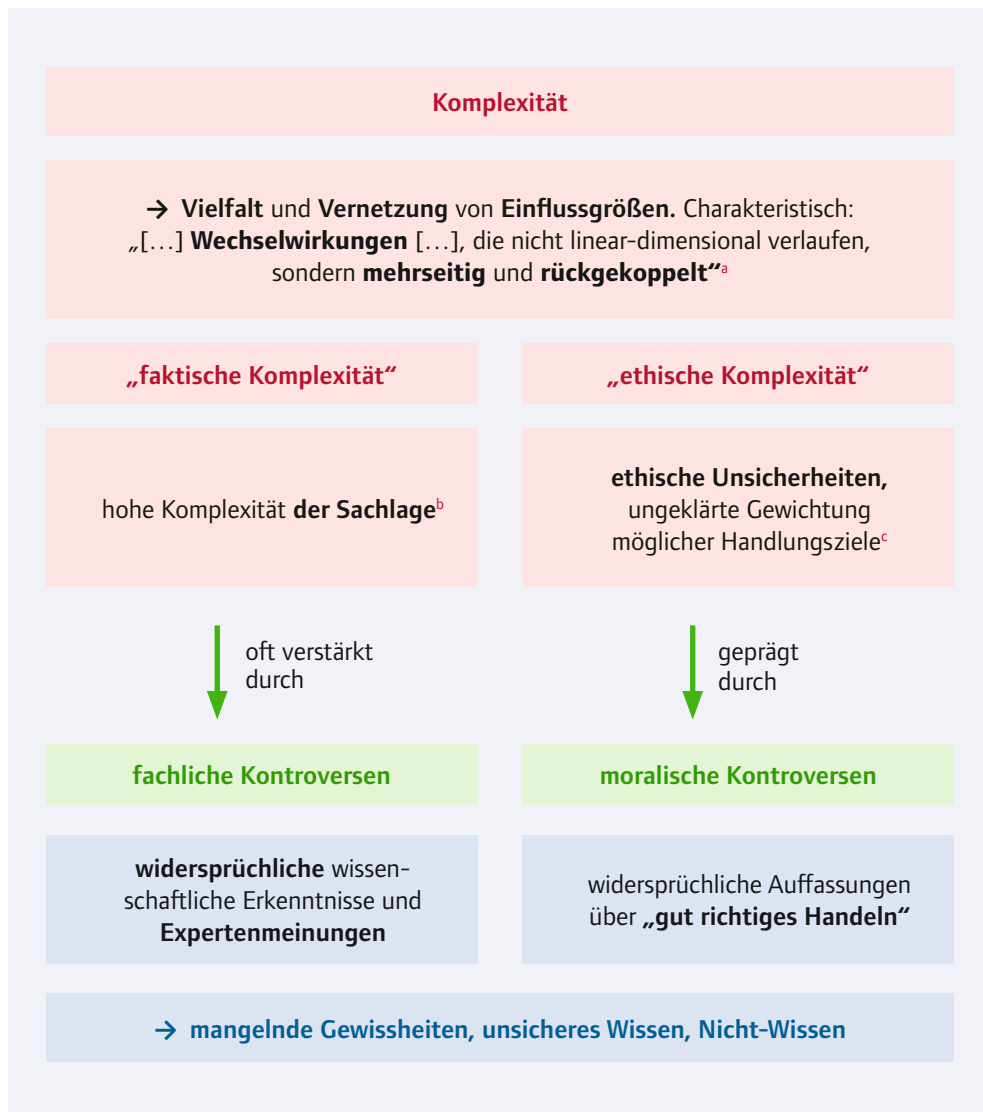 Komplexität
→ Vielfalt und Vernetzung von Einflussgrößen. Charakteristisch:
„[…] Wechselwirkungen […], die nicht linear-dimensional verlaufen,
sondern mehrseitig und rückgekoppelt“a
„faktische Komplexität“
hohe Komplexität der Sachlageb
oft verstärkt
durch
fachliche Kontroversen
widersprüchliche wissen-
schaftliche Erkenntnisse und
Expertenmeinungen
„ethische Komplexität“
ethische Unsicherheiten,
ungeklärte Gewichtung
möglicher Handlungszielec
geprägt
durch
moralische Kontroversen
widersprüchliche Auffassungen
über „gut richtiges Handeln“
→ mangelnde Gewissheiten, unsicheres Wissen, Nicht-Wissen